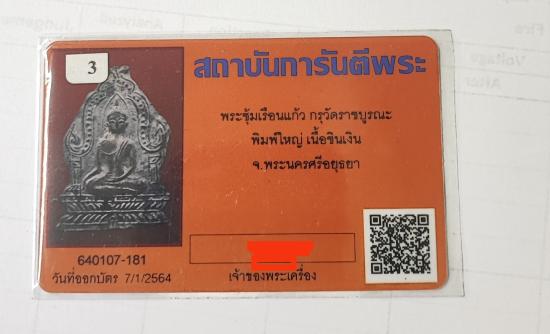 3
สถาบันการันตีพระ
พระซุ้มเรือนแก้ว กรุวัดราชบูรณะ
พิมพ์ใหญ่ เนื้อชินเงิน
จ.พระนครศรีอยุธยา
640107-181
วันที่ออกบัตร 7/1/2564
เจ้าของพระเครื่อง
Fire
Voltage
After